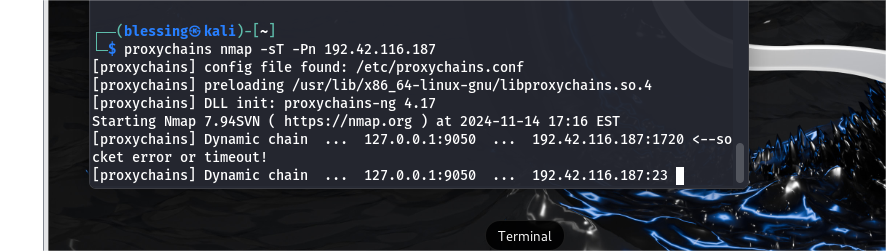 ┌──(blessing㉿kali)-[~]
└─$ proxychains nmap -sT -Pn 192.42.116.187
[proxychains] config file found: /etc/proxychains.conf
[proxychains] preloading /usr/lib/x86_64-linux-gnu/libproxychains.so.4
[proxychains] DLL init: proxychains-ng 4.17
Starting Nmap 7.94SVN ( https://nmap.org ) at 2024-11-14 17:16 EST
[proxychains] Dynamic chain  ...  127.0.0.1:9050  ...  192.42.116.187:1720 <--so
cket error or timeout!
[proxychains] Dynamic chain  ...  127.0.0.1:9050  ...  192.42.116.187:23
Terminal